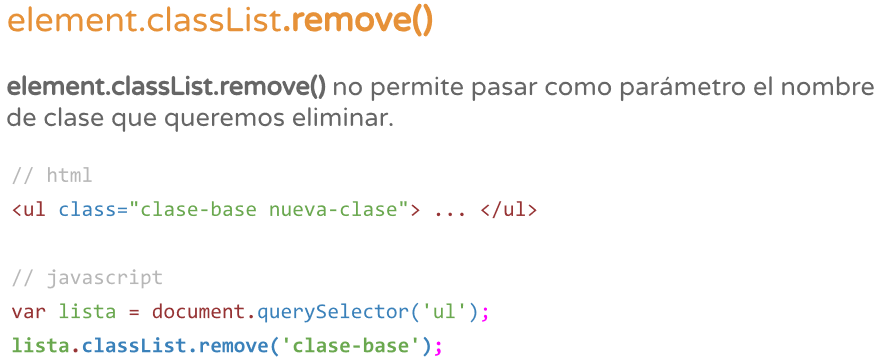 element.classList.remove()
element.classList.remove() no permite pasar como parámetro el nombre
de clase que queremos eliminar.
// html
<ul class="clase-base nueva-clase"> ... </ul>
// javascript
var lista = document.querySelector('ul');
lista.classList.remove('clase-base');